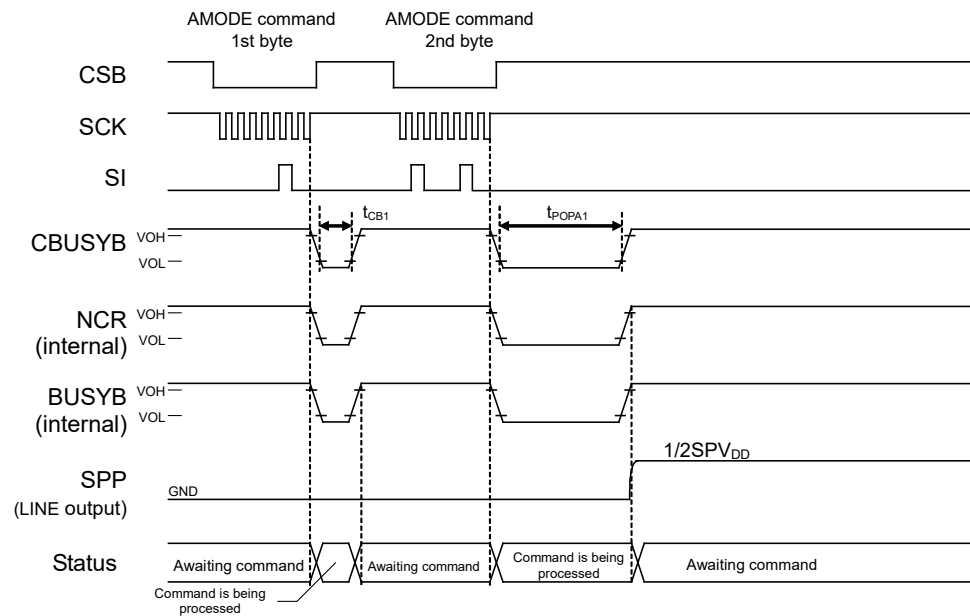 AMODE command
1st byte
AMODE command
2nd byte
CSB
SCK
SI
tCB1
tPOPA1
CBUSYB
VOH
VOL
NCR
(internal)
VOH
VOL
BUSYB
(internal)
VOH
VOL
1/2SPVDD
SPP
(LINE output)
GND
Status
Awaiting command
Command is being
processed
Awaiting command
Command is being
processed
Awaiting command